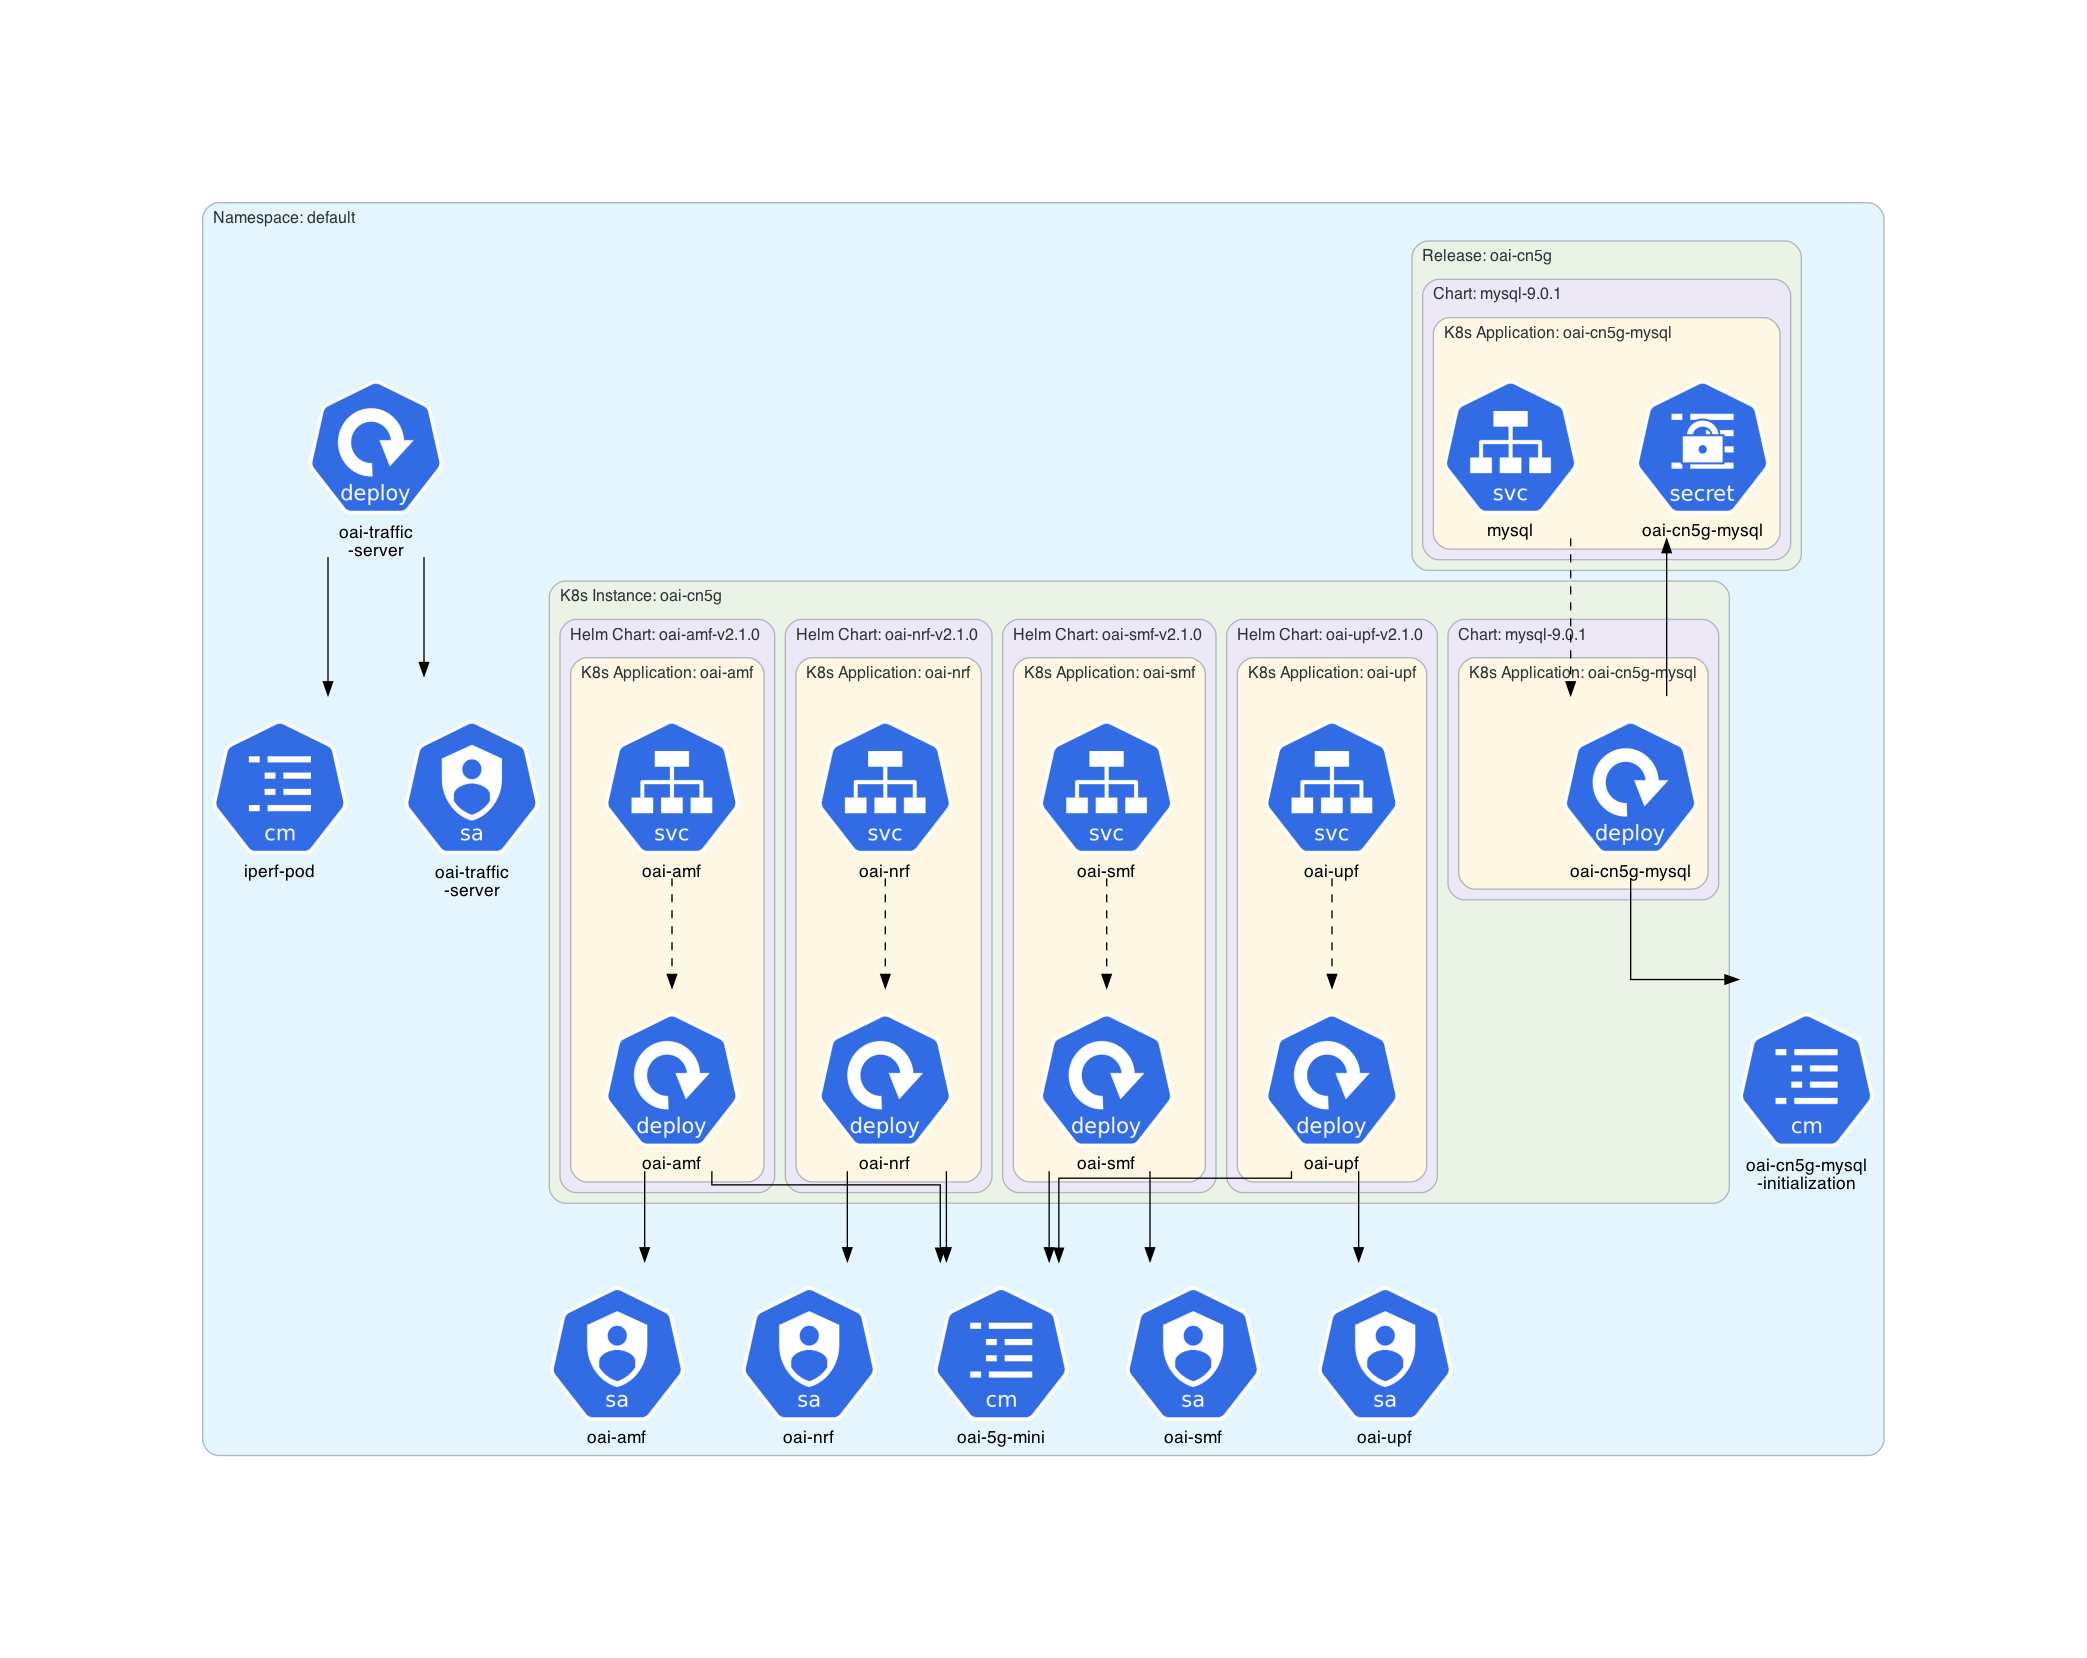 Namespace: default
Release: oai-cn5g
Chart: mysql-9.0.1
K8s Application: oai-cn5g-mysql
deploy
oai-traffic
-server
svc
mysql
secret
oai-cn5g-mysql
K8s Instance: oai-cn5g
Helm Chart: oai-amf-v2.1.0
K8s Application: oai-amf
Helm Chart: oai-nrf-v2.1.0
K8s Application: oai-nrf
Helm Chart: oai-smf-v2.1.0
K8s Application: oai-smf
Helm Chart: oai-upf-v2.1.0
K8s Application: oai-upf
Chart: mysql-9.0.1
K8s Application: oai-cn5g-mysql
cm
iperf-pod
sa
oai-traffic
-server
svc
oai-amf
svc
oai-nrf
svc
oai-smf
svc
oai-upf
deploy
oai-cn5g-mysql
deploy
oai-amf
deploy
oai-nrf
deploy
oai-smf
deploy
oai-upf
cm
oai-cn5g-mysql
-initialization
sa
oai-amf
sa
oai-nrf
cm
oai-5g-mini
sa
oai-smf
sa
oai-upf